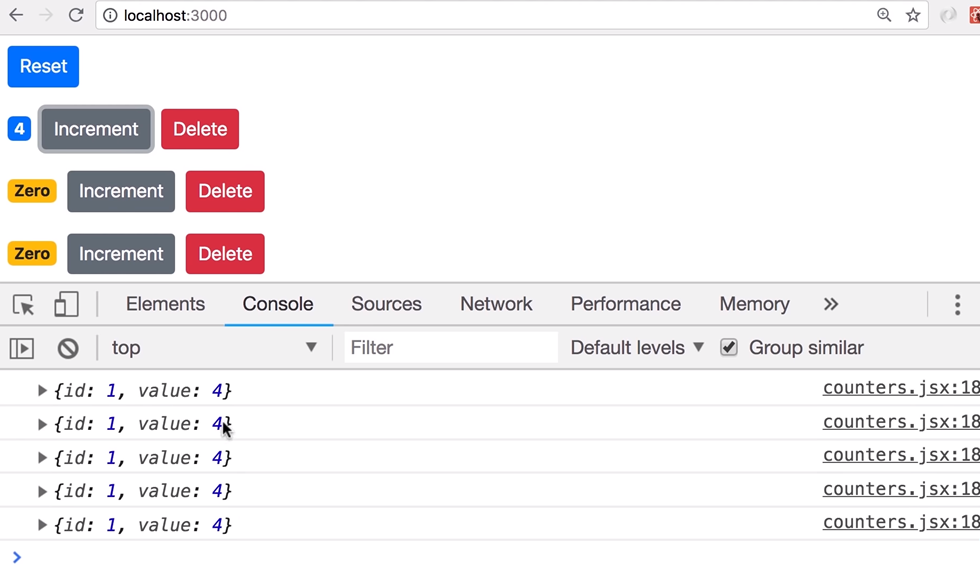 localhost:3000
Reset
4 Increment Delete
Zero Increment Delete
Zero Increment Delete
Elements Console Sources Network Performance Memory »
top Filter Default levels Group similar
{id: 1, value: 4} counters.jsx:18
{id: 1, value: 4} counters.jsx:18
{id: 1, value: 4} counters.jsx:18
{id: 1, value: 4} counters.jsx:18
{id: 1, value: 4} counters.jsx:18